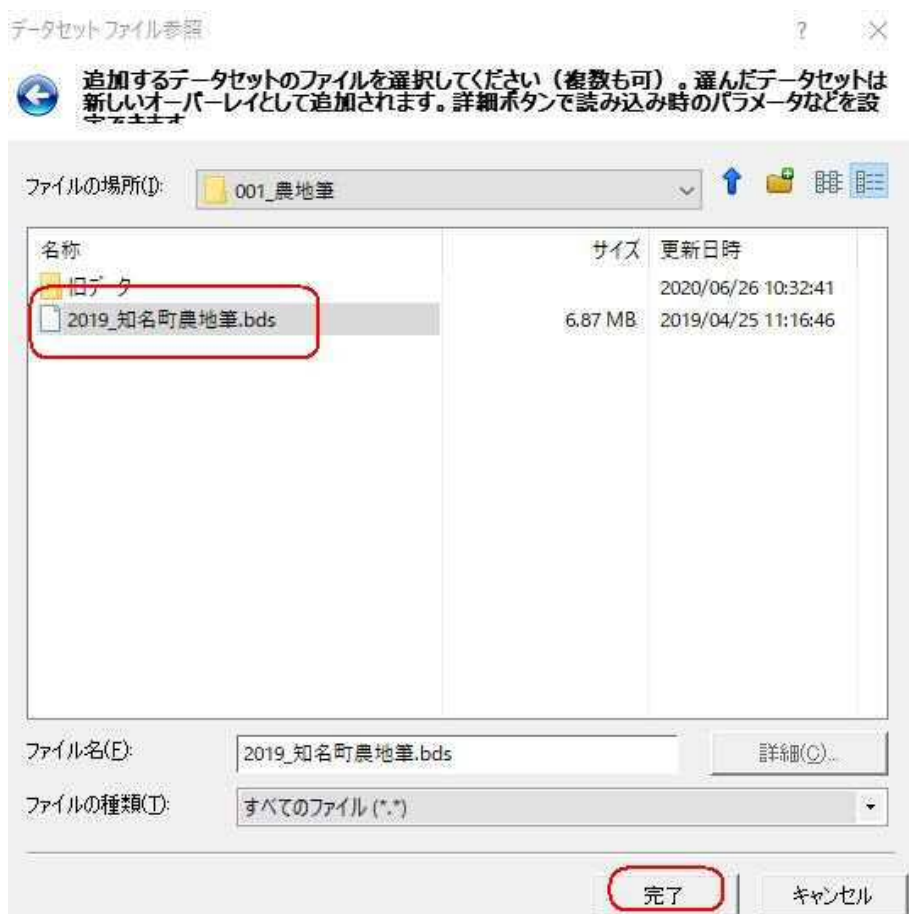 データセット ファイル参照
?
×
追加するデータセットのファイルを選択してください（複数も可）。選んだデータセットは
新しいオーバーレイとして追加されます。詳細ボタンで読み込み時のパラメータなどを設
定できます
ファイルの場所(I):
001_農地筆
名称 サイズ 更新日時
旧データ 2020/06/26 10:32:41
2019_知名町農地筆.bds 6.87 MB 2019/04/25 11:16:46
ファイル名(F):
2019_知名町農地筆.bds
詳細(C)...
ファイルの種類(T):
すべてのファイル (*.*)
完了
キャンセル